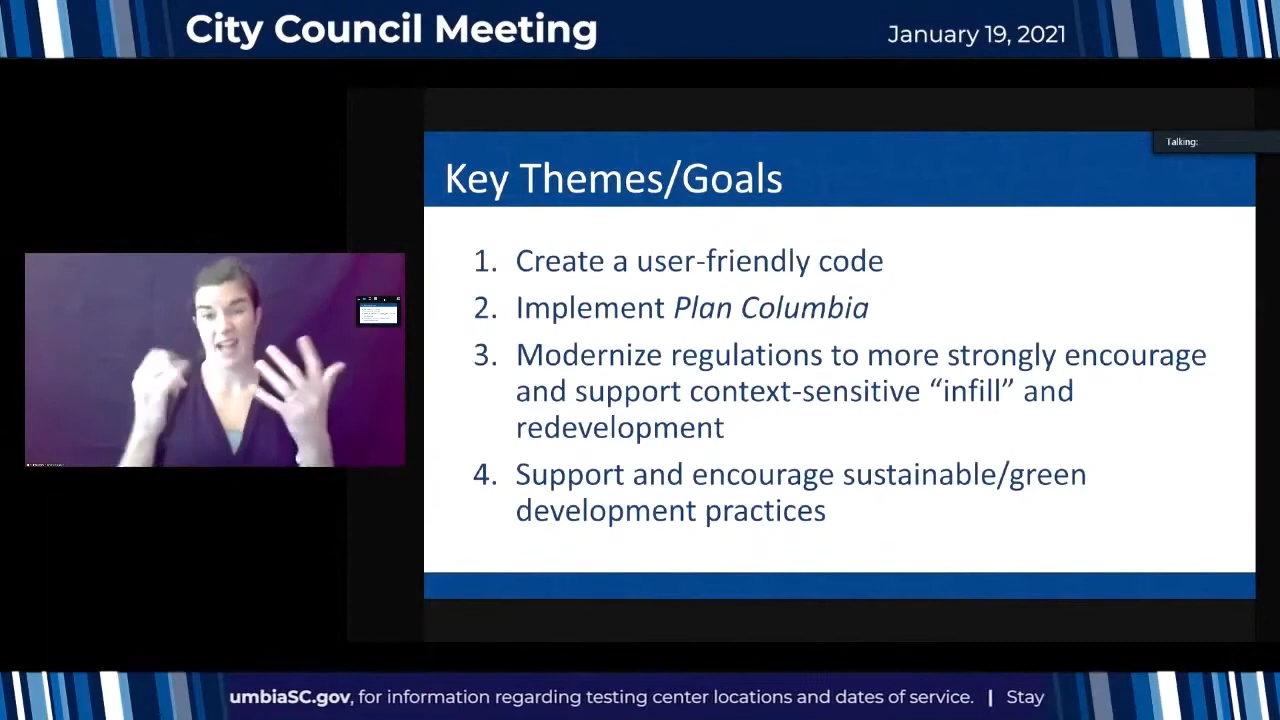 City Council Meeting
January 19, 2021
Talking:
Key Themes/Goals
1. Create a user-friendly code
2. Implement Plan Columbia
3. Modernize regulations to more strongly encourage
and support context-sensitive “infill” and
redevelopment
4. Support and encourage sustainable/green
development practices
umbiaSC.gov, for information regarding testing center locations and dates of service. | Stay